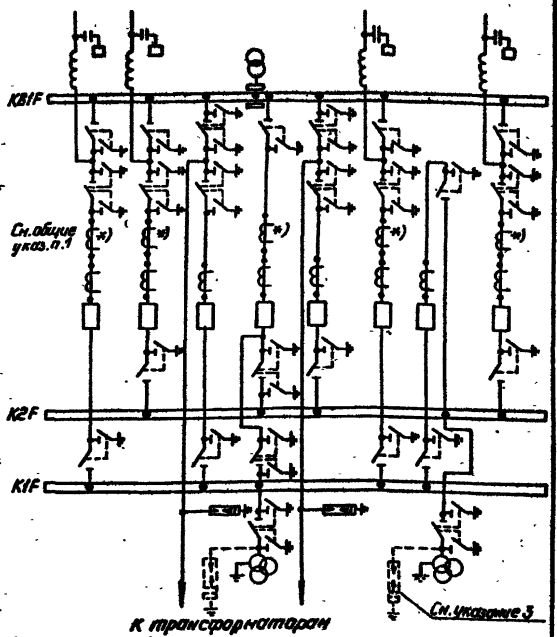 КВ1F
См. общие
указ. п.1
*)
*)
*)
*)
*)
К2F
К1F
См. указание 3
К трансформаторам